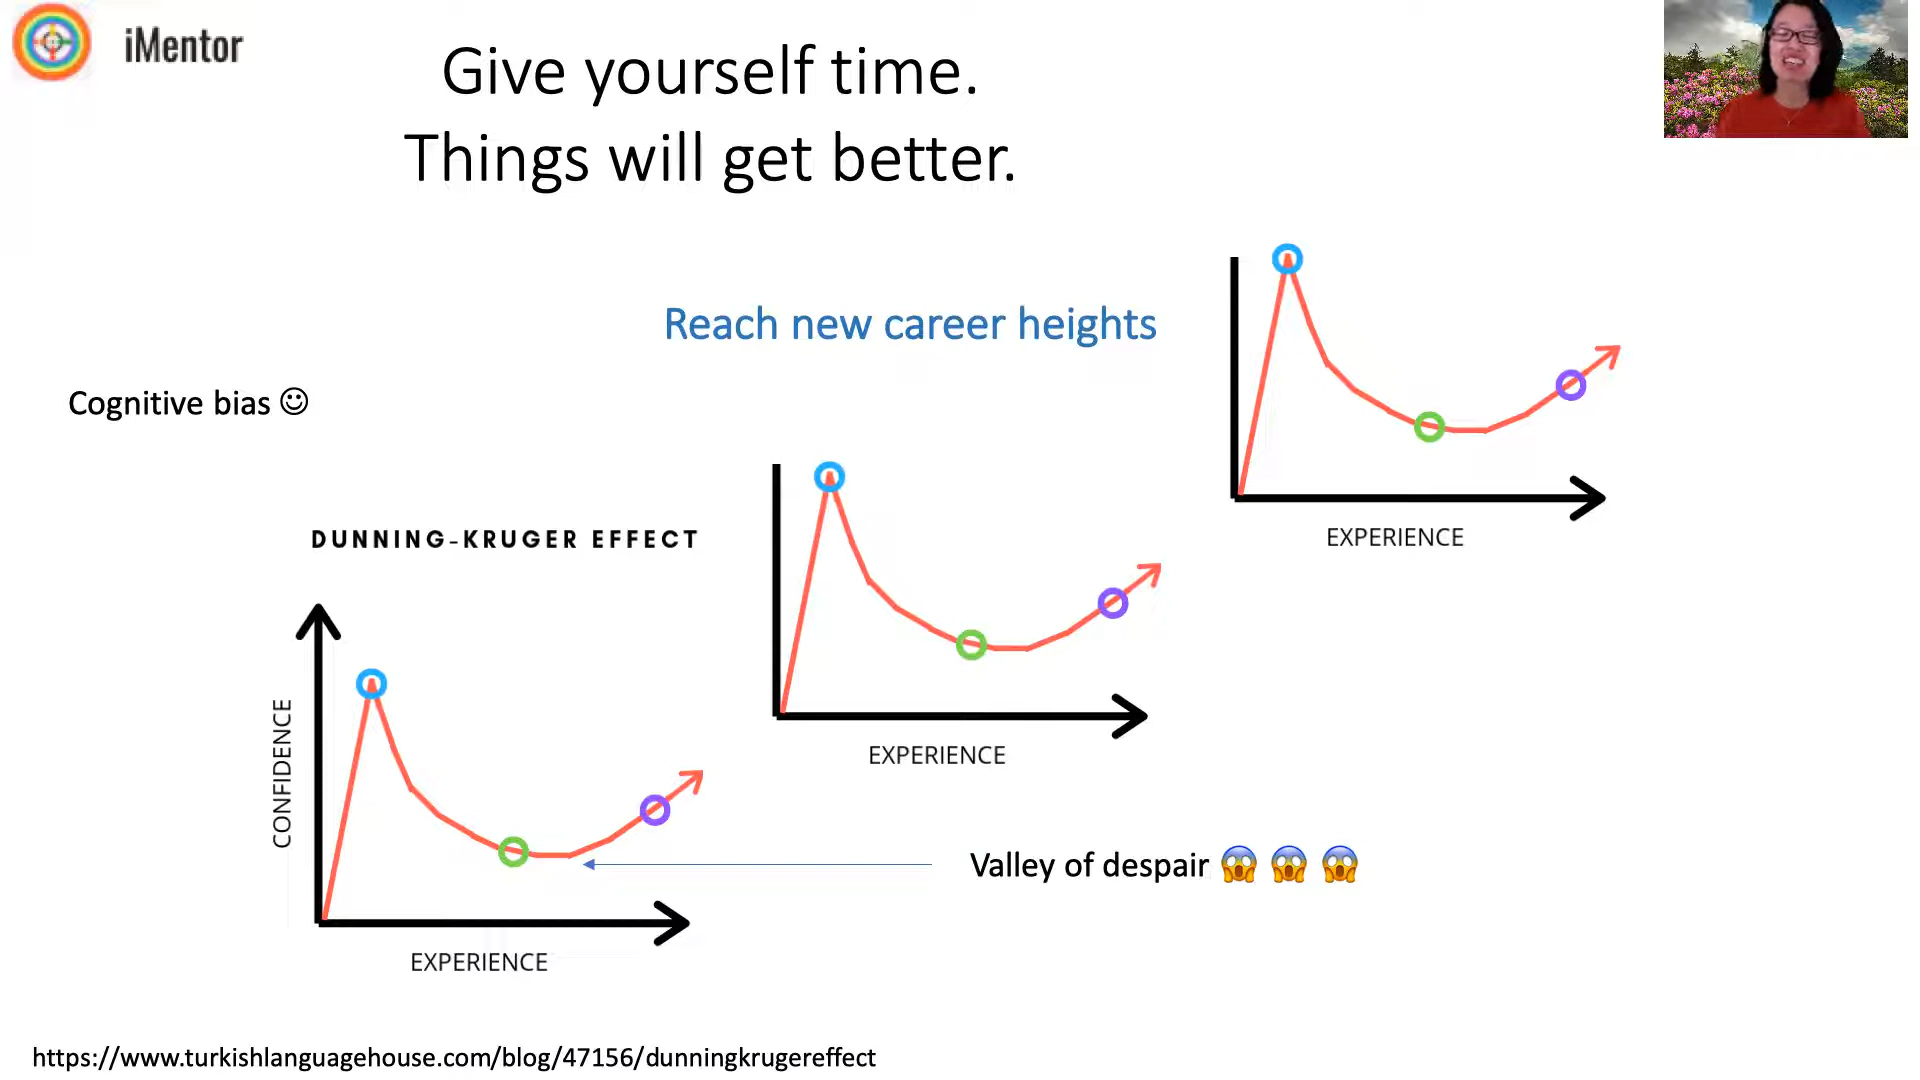 iMentor
Give yourself time.
Things will get better.
Reach new career heights
Cognitive bias ☺
DUNNING-KRUGER EFFECT
CONFIDENCE
EXPERIENCE
EXPERIENCE
EXPERIENCE
Valley of despair 😱 😱 😱
https://www.turkishlanguagehouse.com/blog/47156/dunningkrugereffect